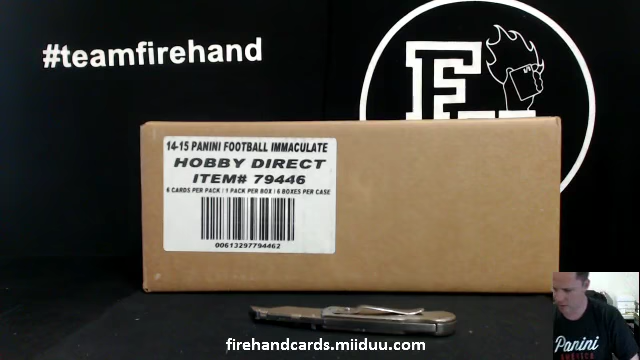 #teamfirehand
F
14-15 PANINI FOOTBALL IMMACULATE
HOBBY DIRECT
ITEM# 79446
6 CARDS PER PACK / 1 PACK PER BOX / 6 BOXES PER CASE
00613297794462
Panini
AMERICA
firehandcards.miiduu.com